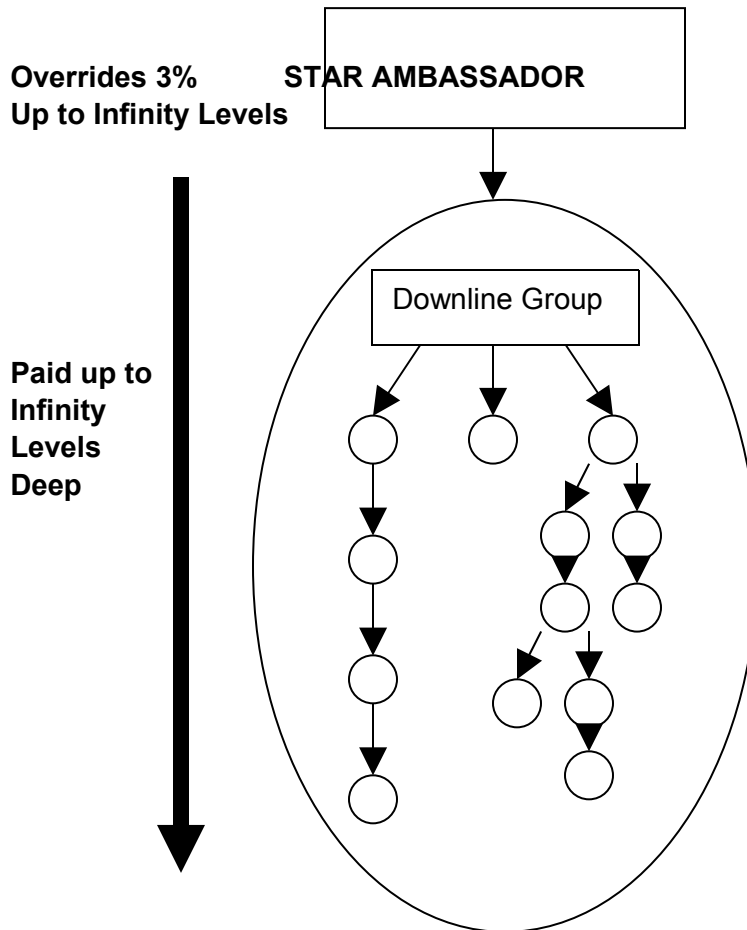 Overrides 3% STAR AMBASSADOR
Up to Infinity Levels
Downline Group
Paid up to
Infinity
Levels
Deep